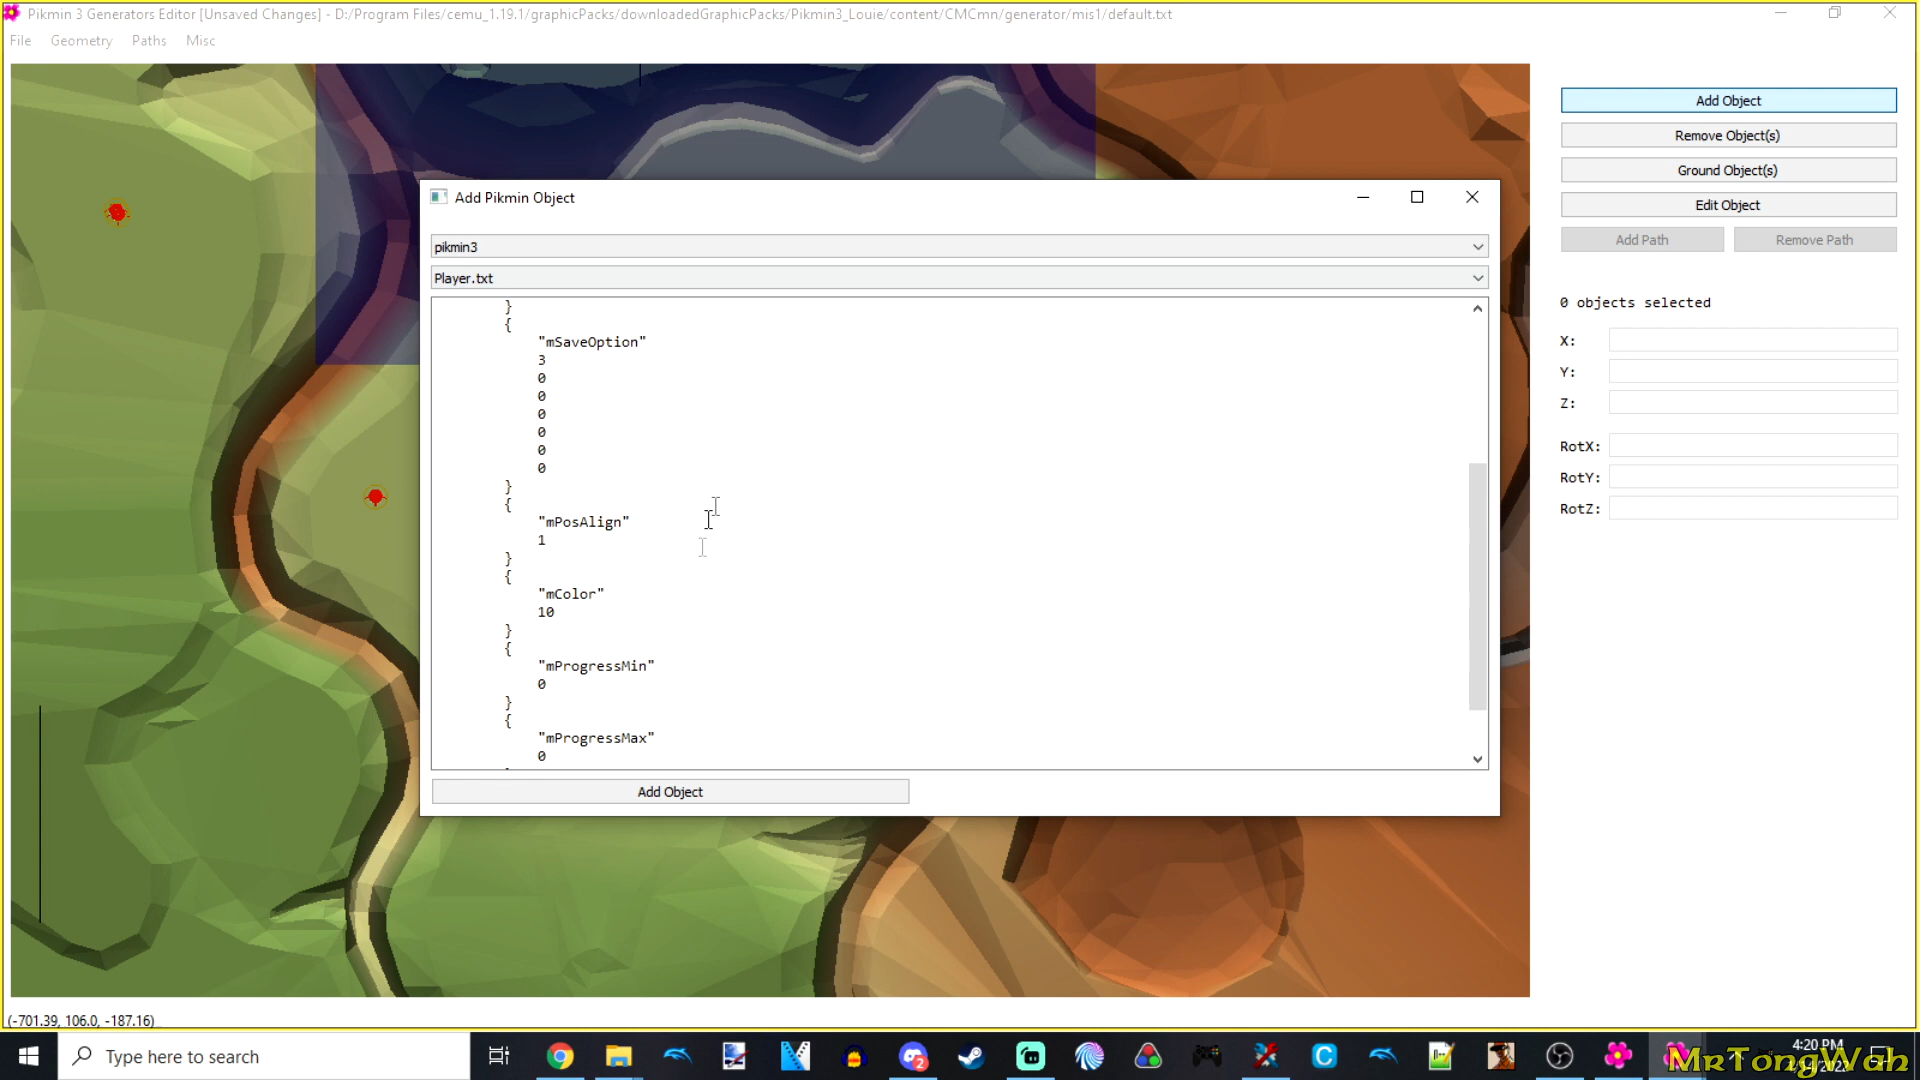 Pikmin 3 Generators Editor [Unsaved Changes] - D:/Program Files/cemu_1.19.1/graphicPacks/downloadedGraphicPacks/Pikmin3_Louie/content/CMCmn/generator/mis1/default.txt
File Geometry Paths Misc
Add Object
Remove Object(s)
Ground Object(s)
Edit Object
Add Path Remove Path
0 objects selected
X:
Y:
Z:
RotX:
RotY:
RotZ:
Add Pikmin Object
pikmin3
Player.txt
}
{
"mSaveOption"
3
0
0
0
0
0
0
}
{
"mPosAlign"
1
}
{
"mColor"
10
}
{
"mProgressMin"
0
}
{
"mProgressMax"
0
Add Object
(-701.39, 106.0, -187.16)
Type here to search
2
4:20 PM
MrTongWah